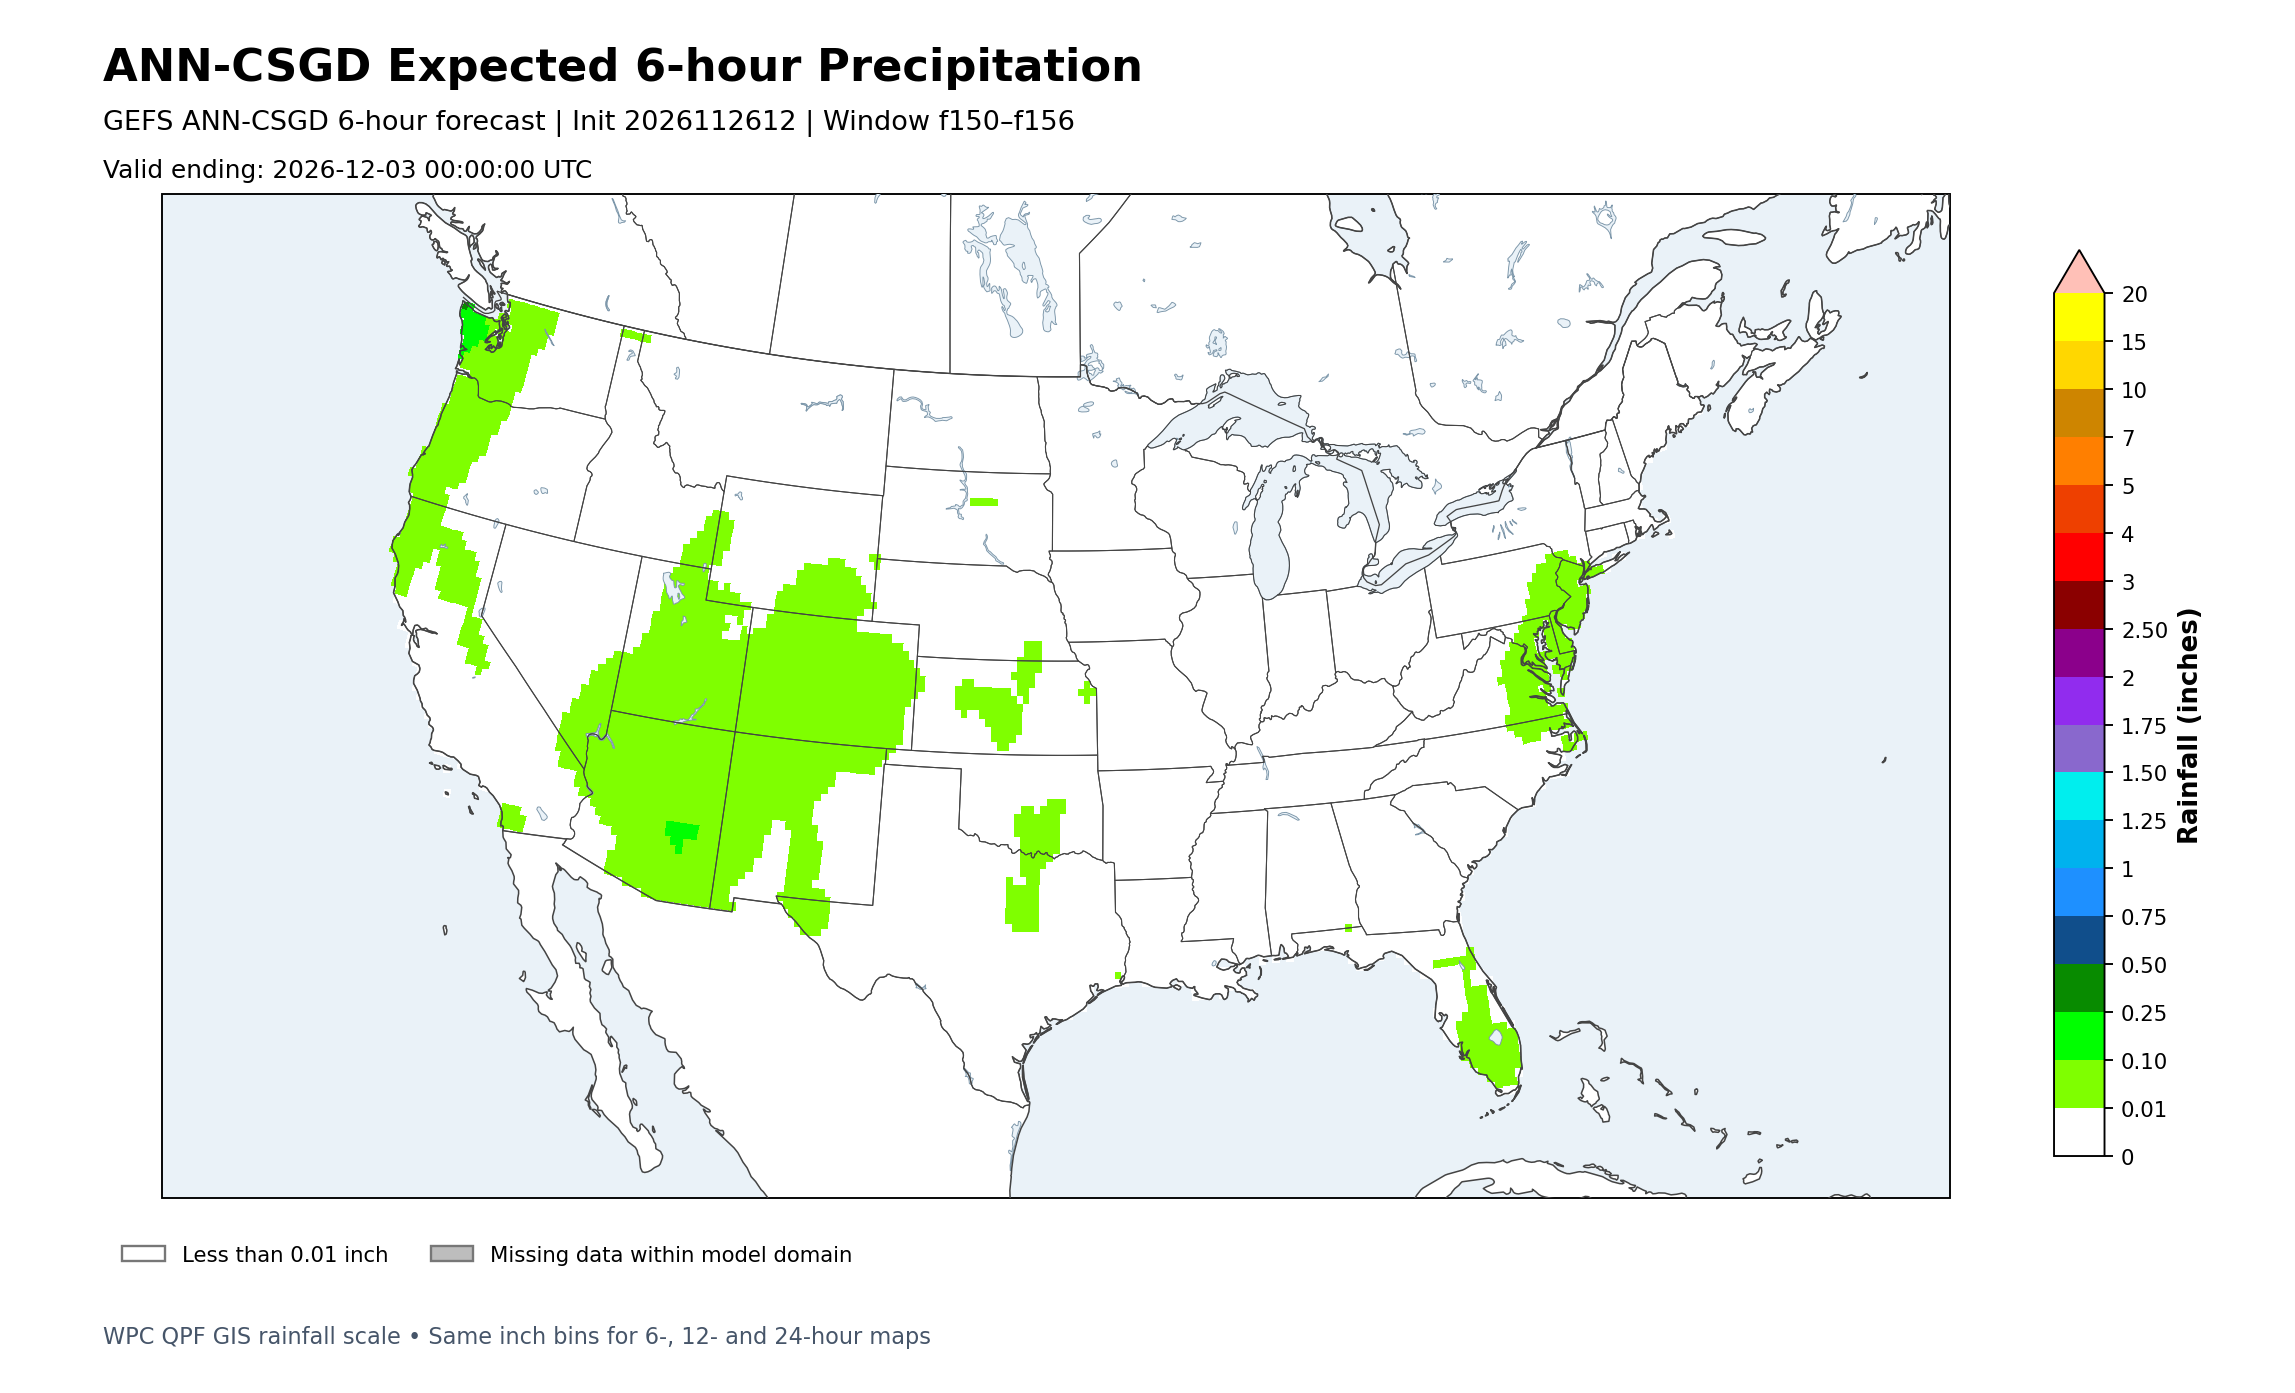 ANN-CSGD Expected 6-hour Precipitation
GEFS ANN-CSGD 6-hour forecast | Init 2026112612 | Window f150–f156
Valid ending: 2026-12-03 00:00:00 UTC
20
15
10
7
5
4
3
2.50
2
1.75
1.50
1.25
1
0.75
0.50
0.25
0.10
0.01
0
Rainfall (inches)
Less than 0.01 inch
Missing data within model domain
WPC QPF GIS rainfall scale • Same inch bins for 6-, 12- and 24-hour maps